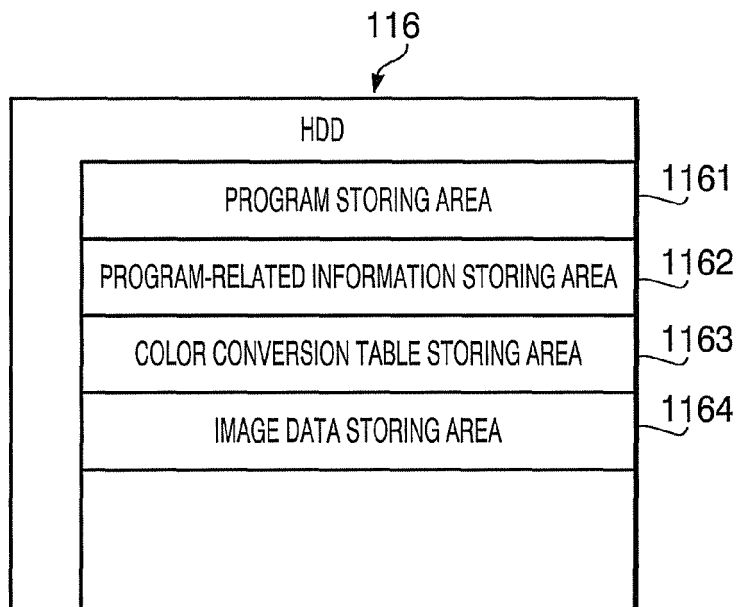 116
HDD
PROGRAM STORING AREA
1161
PROGRAM-RELATED INFORMATION STORING AREA
1162
COLOR CONVERSION TABLE STORING AREA
1163
IMAGE DATA STORING AREA
1164